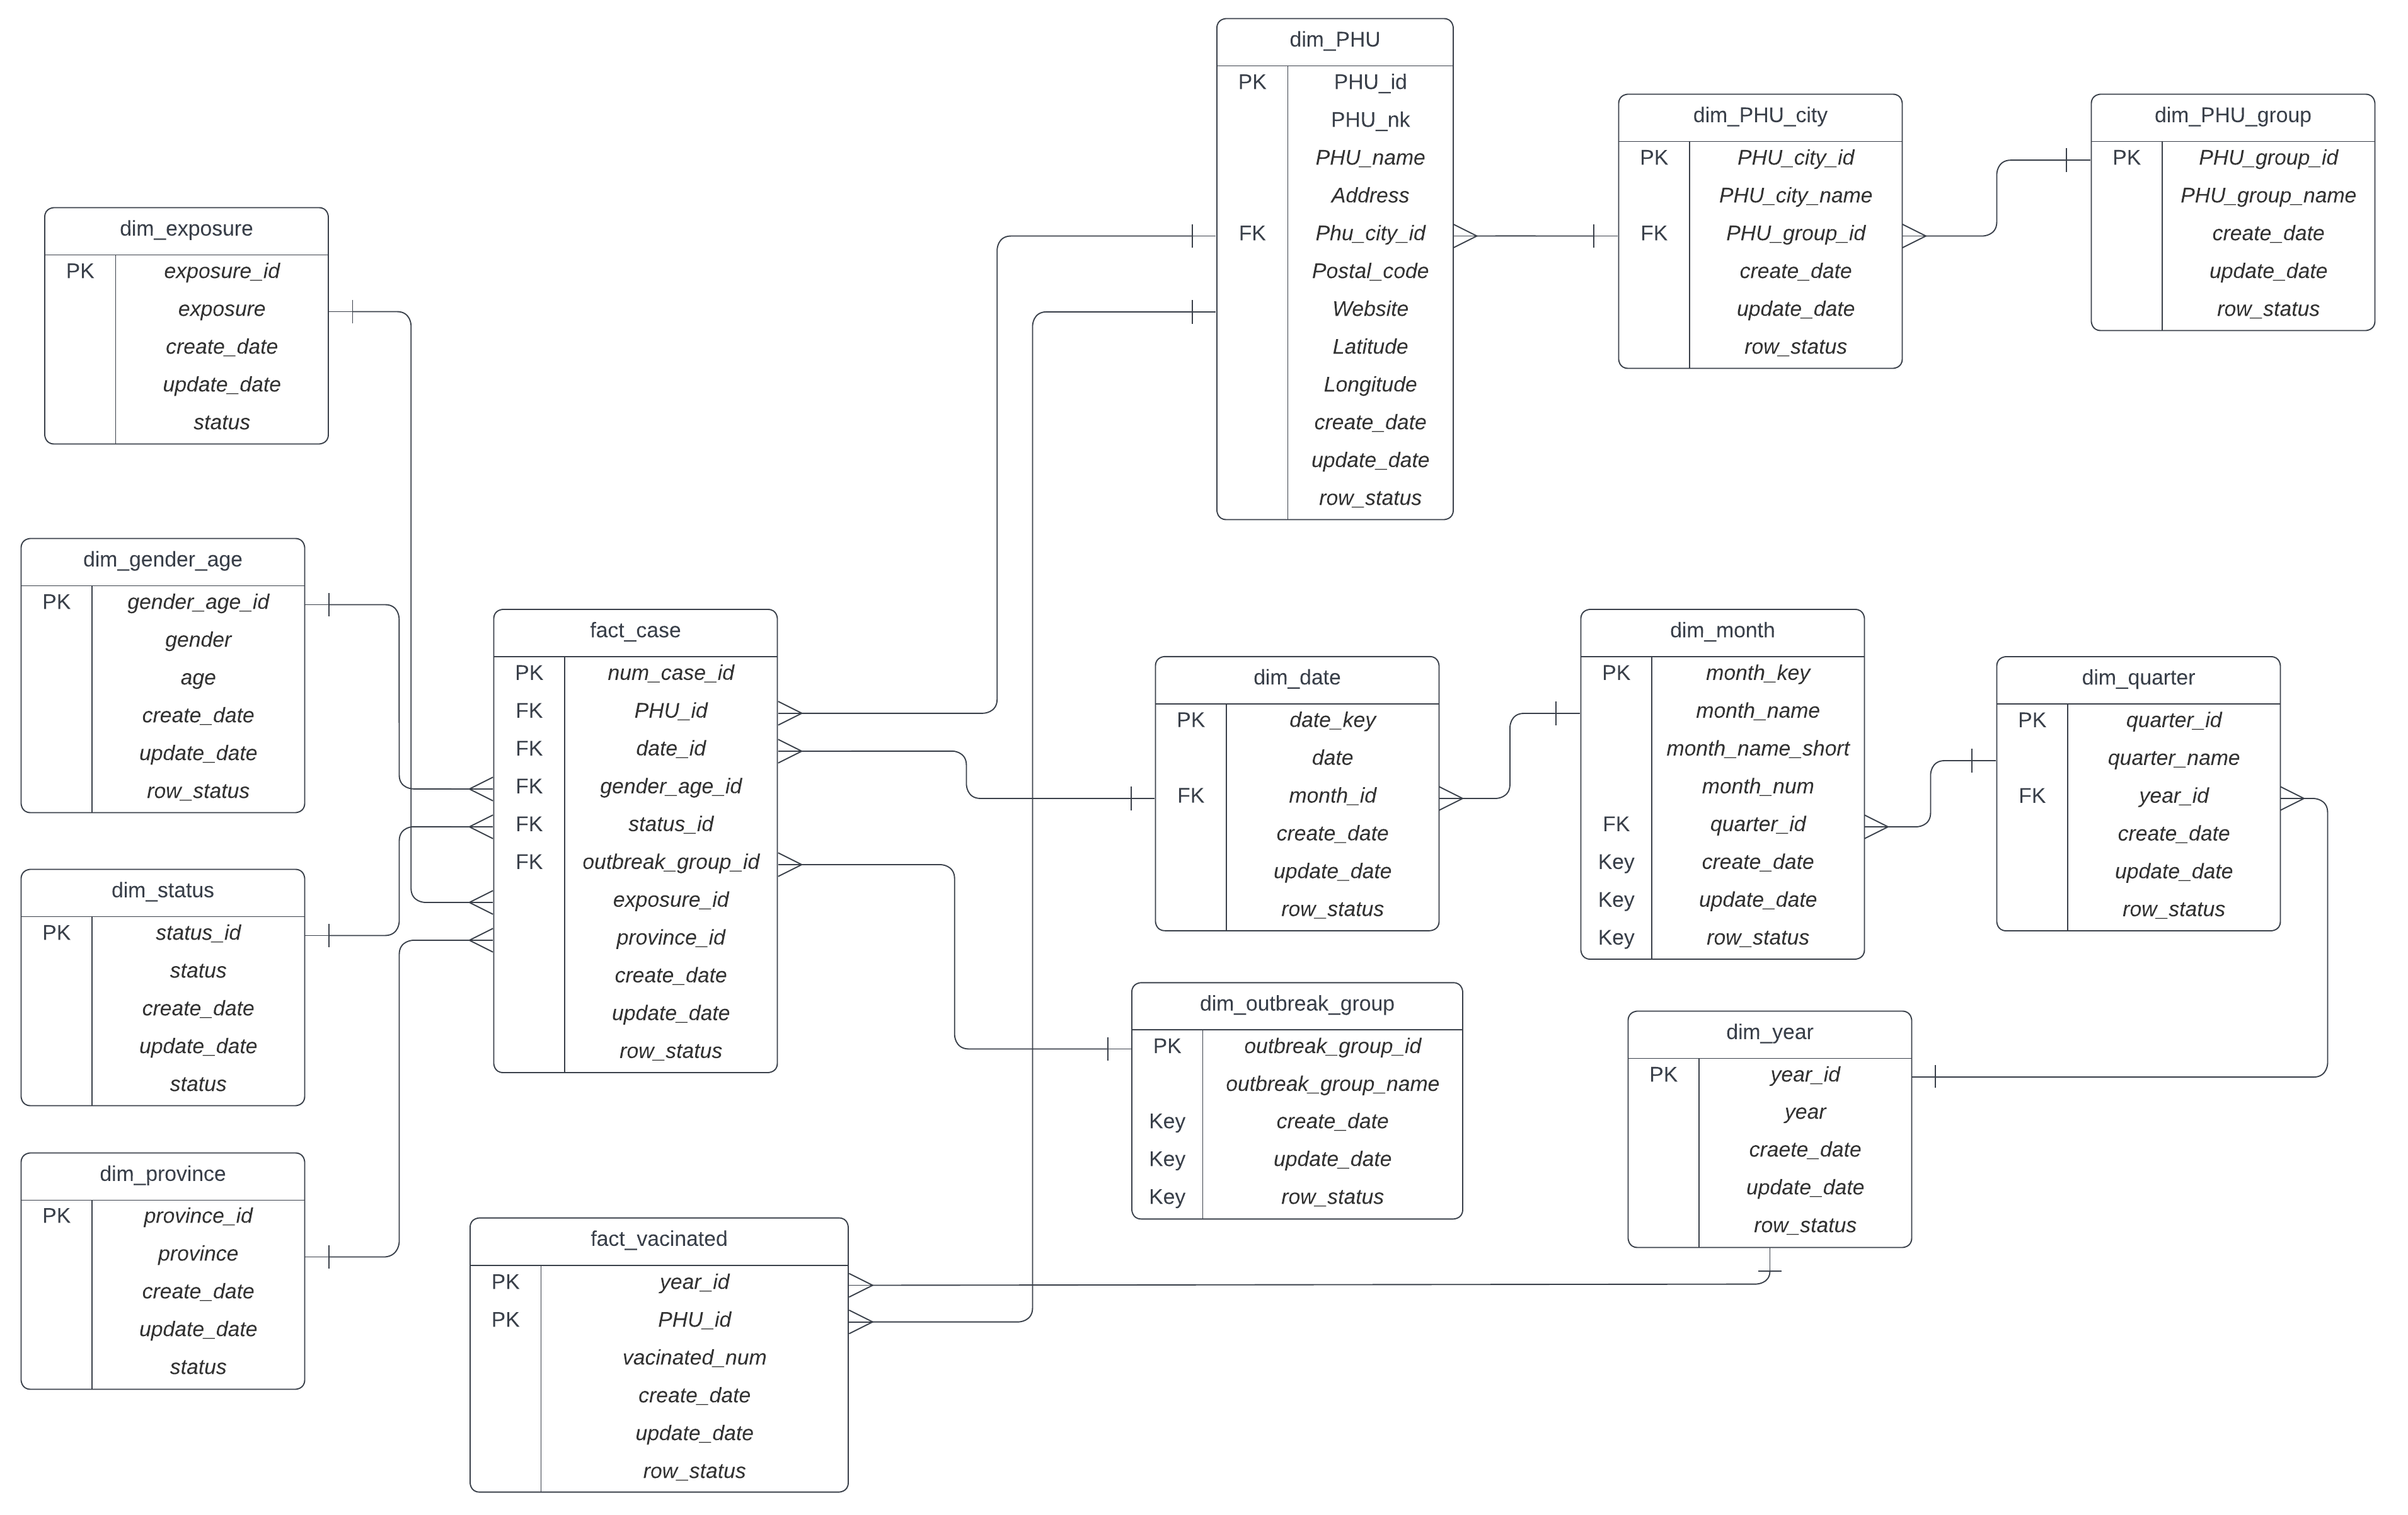 dim_PHU
PK PHU_id
PHU_nk
PHU_name
Address
FK Phu_city_id
Postal_code
Website
Latitude
Longitude
create_date
update_date
row_status
dim_PHU_city
PK PHU_city_id
PHU_city_name
FK PHU_group_id
create_date
update_date
row_status
dim_PHU_group
PK PHU_group_id
PHU_group_name
create_date
update_date
row_status
dim_exposure
PK exposure_id
exposure
create_date
update_date
status
dim_gender_age
PK gender_age_id
gender
age
create_date
update_date
row_status
fact_case
PK num_case_id
FK PHU_id
FK date_id
FK gender_age_id
FK status_id
FK outbreak_group_id
exposure_id
province_id
create_date
update_date
row_status
dim_date
PK date_key
date
FK month_id
create_date
update_date
row_status
dim_month
PK month_key
month_name
month_name_short
month_num
FK quarter_id
Key create_date
Key update_date
Key row_status
dim_quarter
PK quarter_id
quarter_name
FK year_id
create_date
update_date
row_status
dim_status
PK status_id
status
create_date
update_date
status
dim_outbreak_group
PK outbreak_group_id
outbreak_group_name
Key create_date
Key update_date
Key row_status
dim_year
PK year_id
year
craete_date
update_date
row_status
dim_province
PK province_id
province
create_date
update_date
status
fact_vacinated
PK year_id
PK PHU_id
vacinated_num
create_date
update_date
row_status